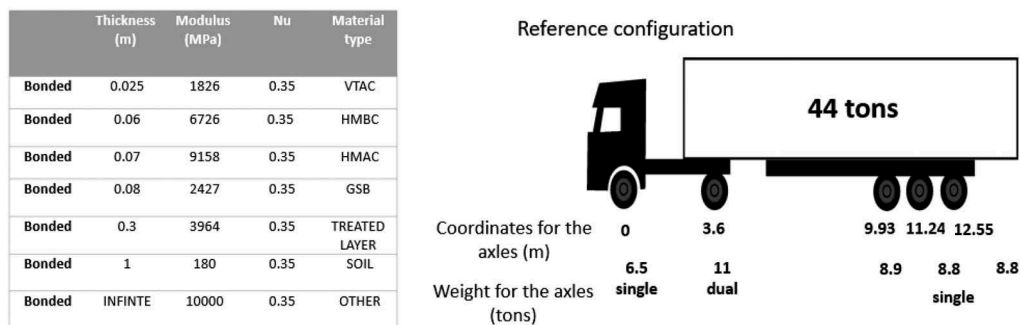 Thickness (m) Modulus (MPa) Nu Material type
Bonded 0.025 1826 0.35 VTAC
Bonded 0.06 6726 0.35 HMBC
Bonded 0.07 9158 0.35 HMAC
Bonded 0.08 2427 0.35 GSB
Bonded 0.3 3964 0.35 TREATED LAYER
Bonded 1 180 0.35 SOIL
Bonded INFINTE 10000 0.35 OTHER
Reference configuration
44 tons
Coordinates for the axles (m) 0 3.6 9.93 11.24 12.55
Weight for the axles (tons) 6.5 single 11 dual 8.9 8.8 8.8 single